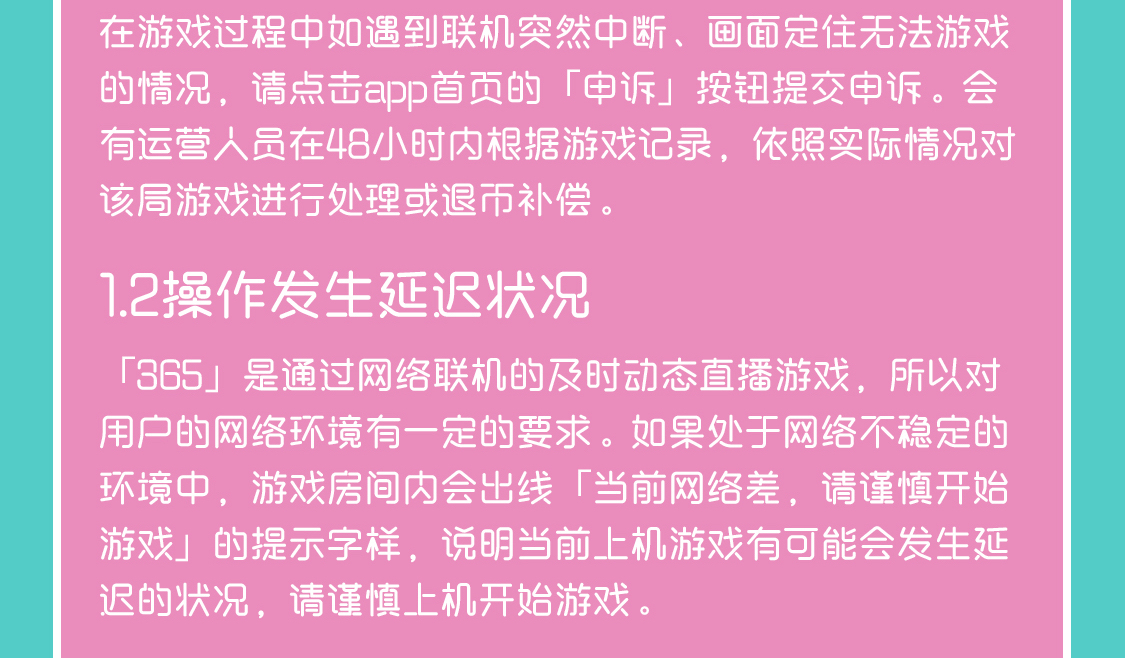 在游戏过程中如遇到联机突然中断、画面定住无法游戏
的情况，请点击app首页的「申诉」按钮提交申诉。会
有运营人员在48小时内根据游戏记录，依照实际情况对
该局游戏进行处理或退币补偿。
1.2操作发生延迟状况
「365」是通过网络联机的及时动态直播游戏，所以对
用户的网络环境有一定的要求。如果处于网络不稳定的
环境中，游戏房间内会出线「当前网络差，请谨慎开始
游戏」的提示字样，说明当前上机游戏有可能会发生延
迟的状况，请谨慎上机开始游戏。